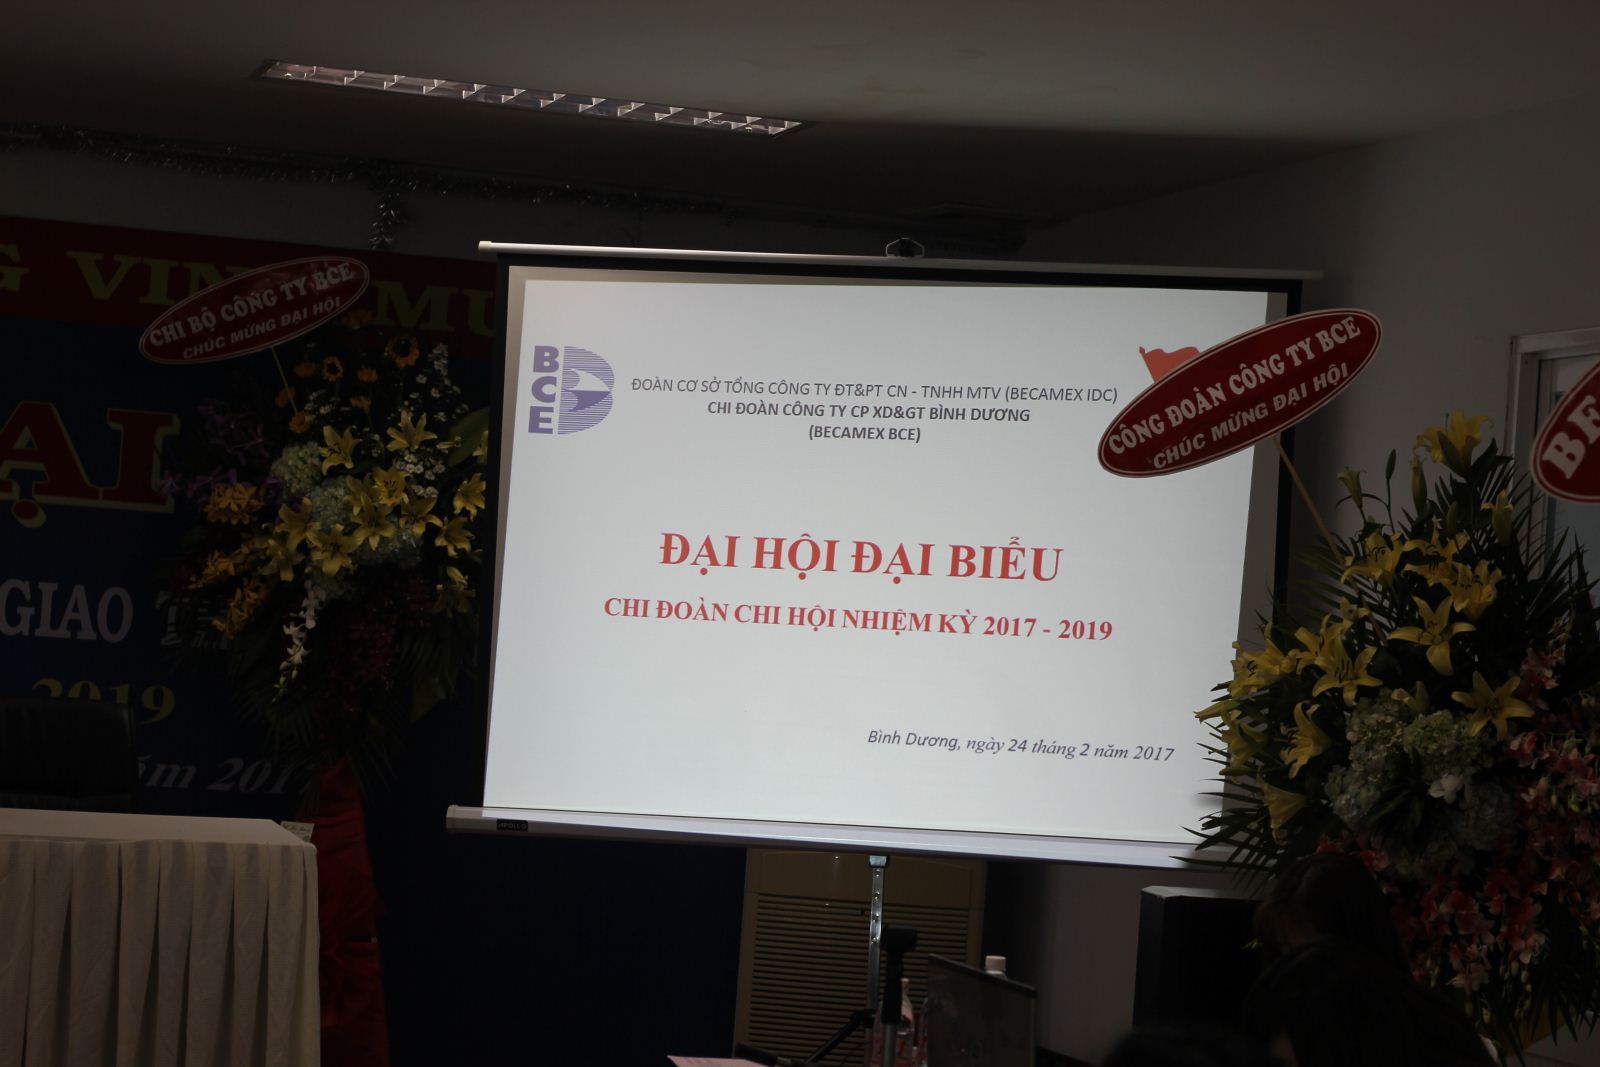 CHI BỘ CÔNG TY BCE
CHÚC MỪNG ĐẠI HỘI
GIAO
2019
2017
BCE
ĐOÀN CƠ SỞ TỔNG CÔNG TY ĐT&PT CN - TNHH MTV (BECAMEX IDC)
CHI ĐOÀN CÔNG TY CP XD&GT BÌNH DƯƠNG
(BECAMEX BCE)
ĐẠI HỘI ĐẠI BIỂU
CHI ĐOÀN CHI HỘI NHIỆM KỲ 2017 - 2019
Bình Dương, ngày 24 tháng 2 năm 2017
APOLLO
CÔNG ĐOÀN CÔNG TY BCE
CHÚC MỪNG ĐẠI HỘI